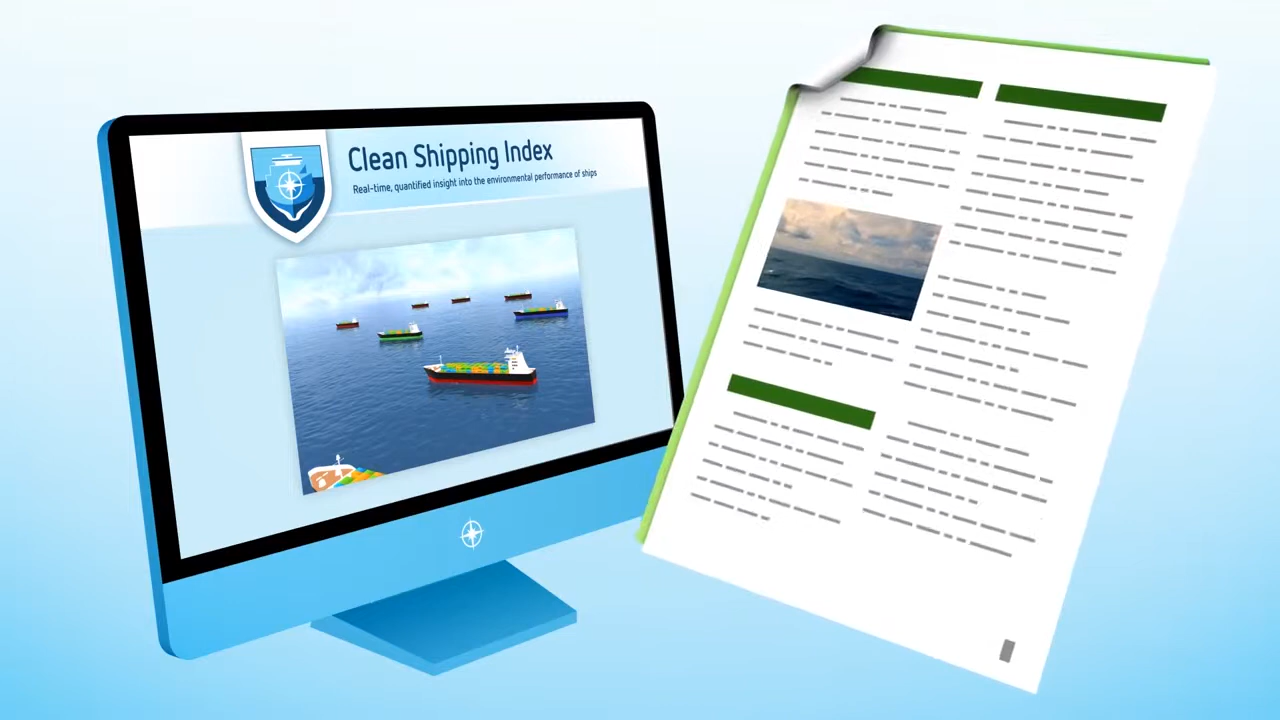 Clean Shipping Index
Real-time, quantified insight into the environmental performance of ships